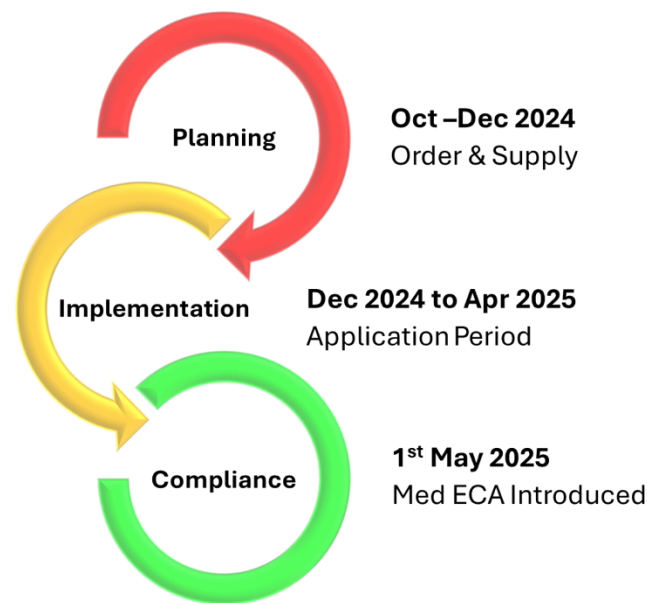 Planning
Oct –Dec 2024
Order & Supply
Implementation
Dec 2024 to Apr 2025
Application Period
Compliance
1st May 2025
Med ECA Introduced